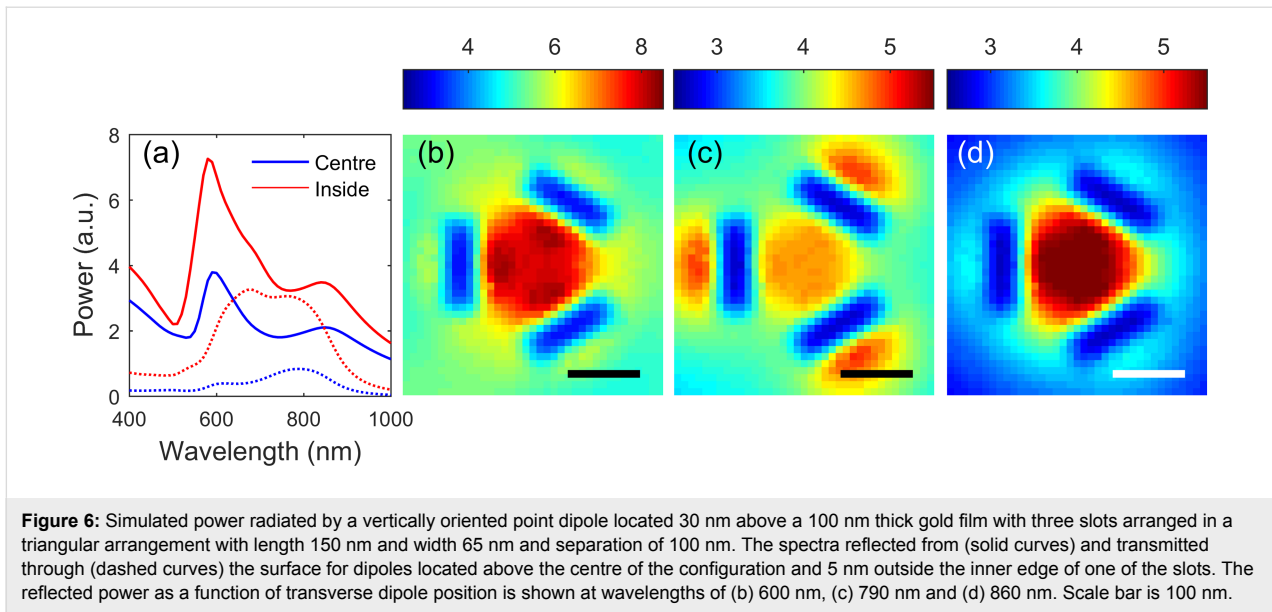 4 6 8
3 4 5
3 4 5
8
6
4
2
0
Power (a.u.)
(a)
Centre
Inside
400 600 800 1000
Wavelength (nm)
(b)
(c)
(d)
Figure 6: Simulated power radiated by a vertically oriented point dipole located 30 nm above a 100 nm thick gold film with three slots arranged in a
triangular arrangement with length 150 nm and width 65 nm and separation of 100 nm. The spectra reflected from (solid curves) and transmitted
through (dashed curves) the surface for dipoles located above the centre of the configuration and 5 nm outside the inner edge of one of the slots. The
reflected power as a function of transverse dipole position is shown at wavelengths of (b) 600 nm, (c) 790 nm and (d) 860 nm. Scale bar is 100 nm.